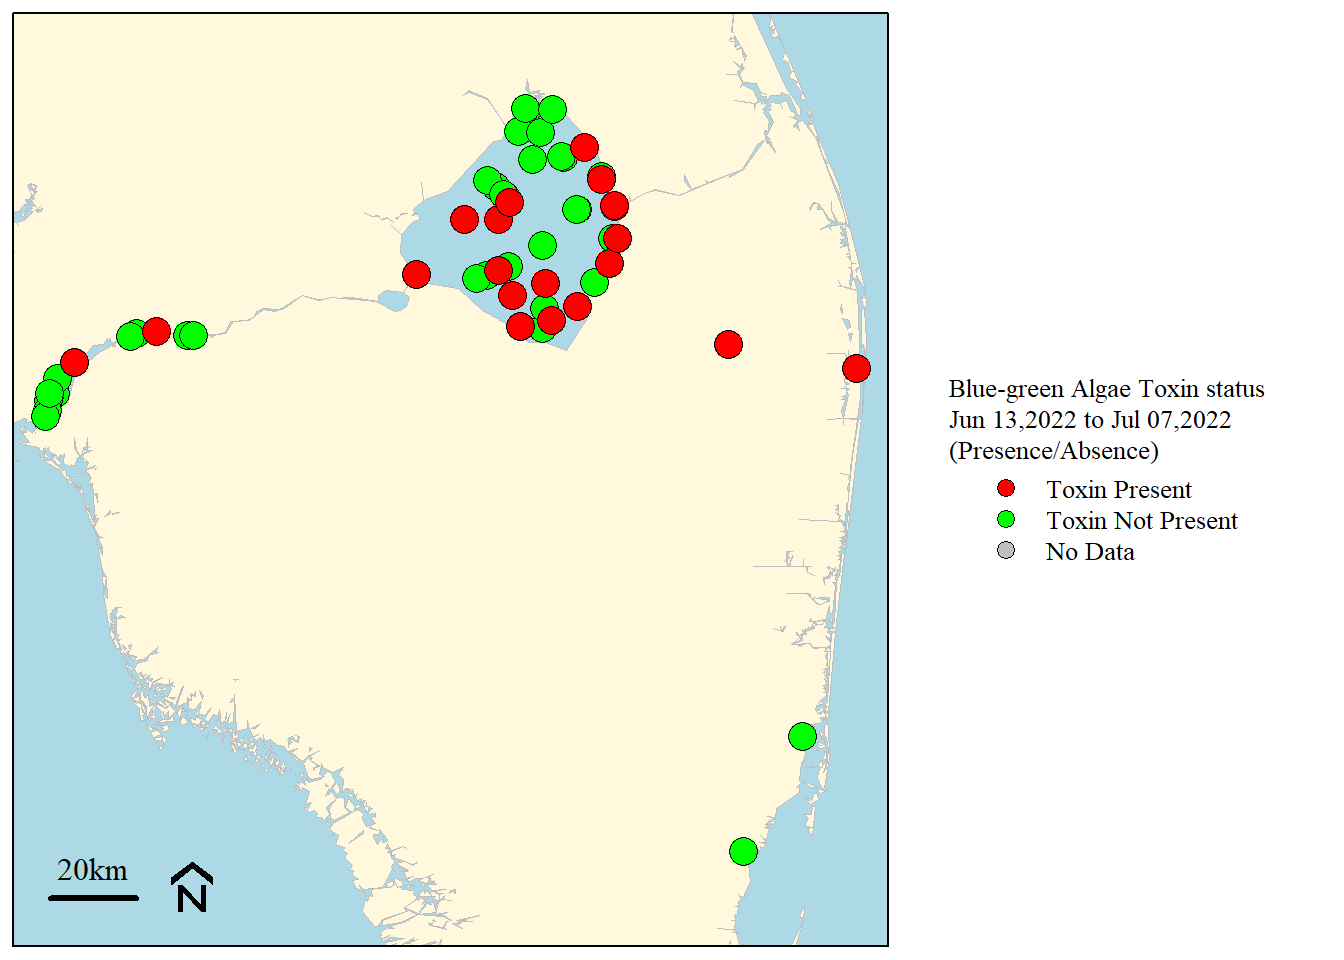 Blue-green Algae Toxin status
Jun 13,2022 to Jul 07,2022
(Presence/Absence)
Toxin Present
Toxin Not Present
No Data
20km
N